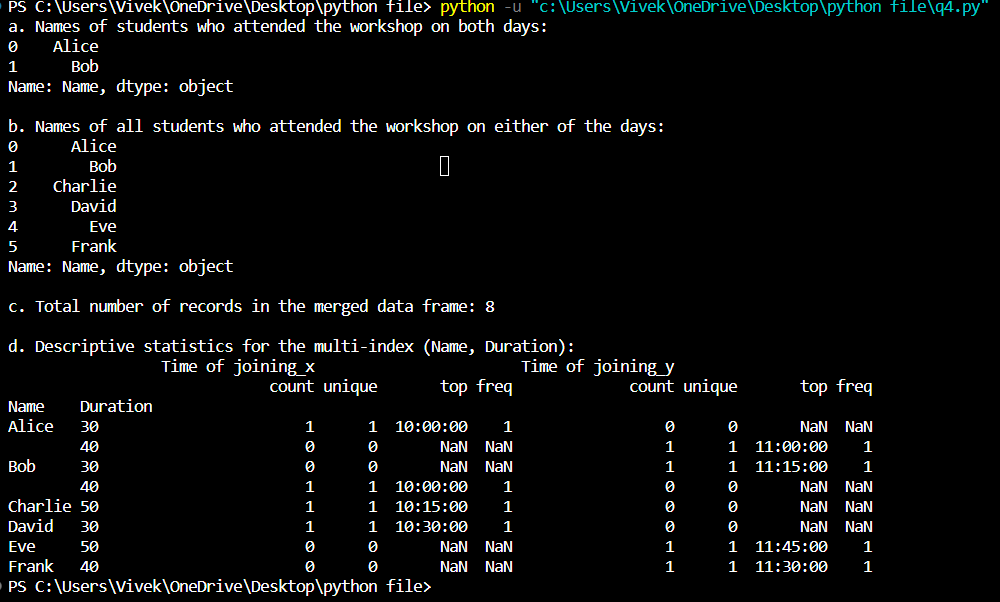 PS C:\Users\Vivek\OneDrive\Desktop\python file> python -u "c:\Users\Vivek\OneDrive\Desktop\python file\q4.py"
a. Names of students who attended the workshop on both days:
0    Alice
1      Bob
Name: Name, dtype: object

b. Names of all students who attended the workshop on either of the days:
0      Alice
1        Bob
2    Charlie
3      David
4        Eve
5      Frank
Name: Name, dtype: object

c. Total number of records in the merged data frame: 8

d. Descriptive statistics for the multi-index (Name, Duration):
                 Time of joining_x                       Time of joining_y
                             count unique       top freq             count unique       top freq
Name    Duration
Alice   30                       1      1  10:00:00    1                 0      0       NaN  NaN
        40                       0      0       NaN  NaN                 1      1  11:00:00    1
Bob     30                       0      0       NaN  NaN                 1      1  11:15:00    1
        40                       1      1  10:00:00    1                 0      0       NaN  NaN
Charlie 50                       1      1  10:15:00    1                 0      0       NaN  NaN
David   30                       1      1  10:30:00    1                 0      0       NaN  NaN
Eve     50                       0      0       NaN  NaN                 1      1  11:45:00    1
Frank   40                       0      0       NaN  NaN                 1      1  11:30:00    1
PS C:\Users\Vivek\OneDrive\Desktop\python file>